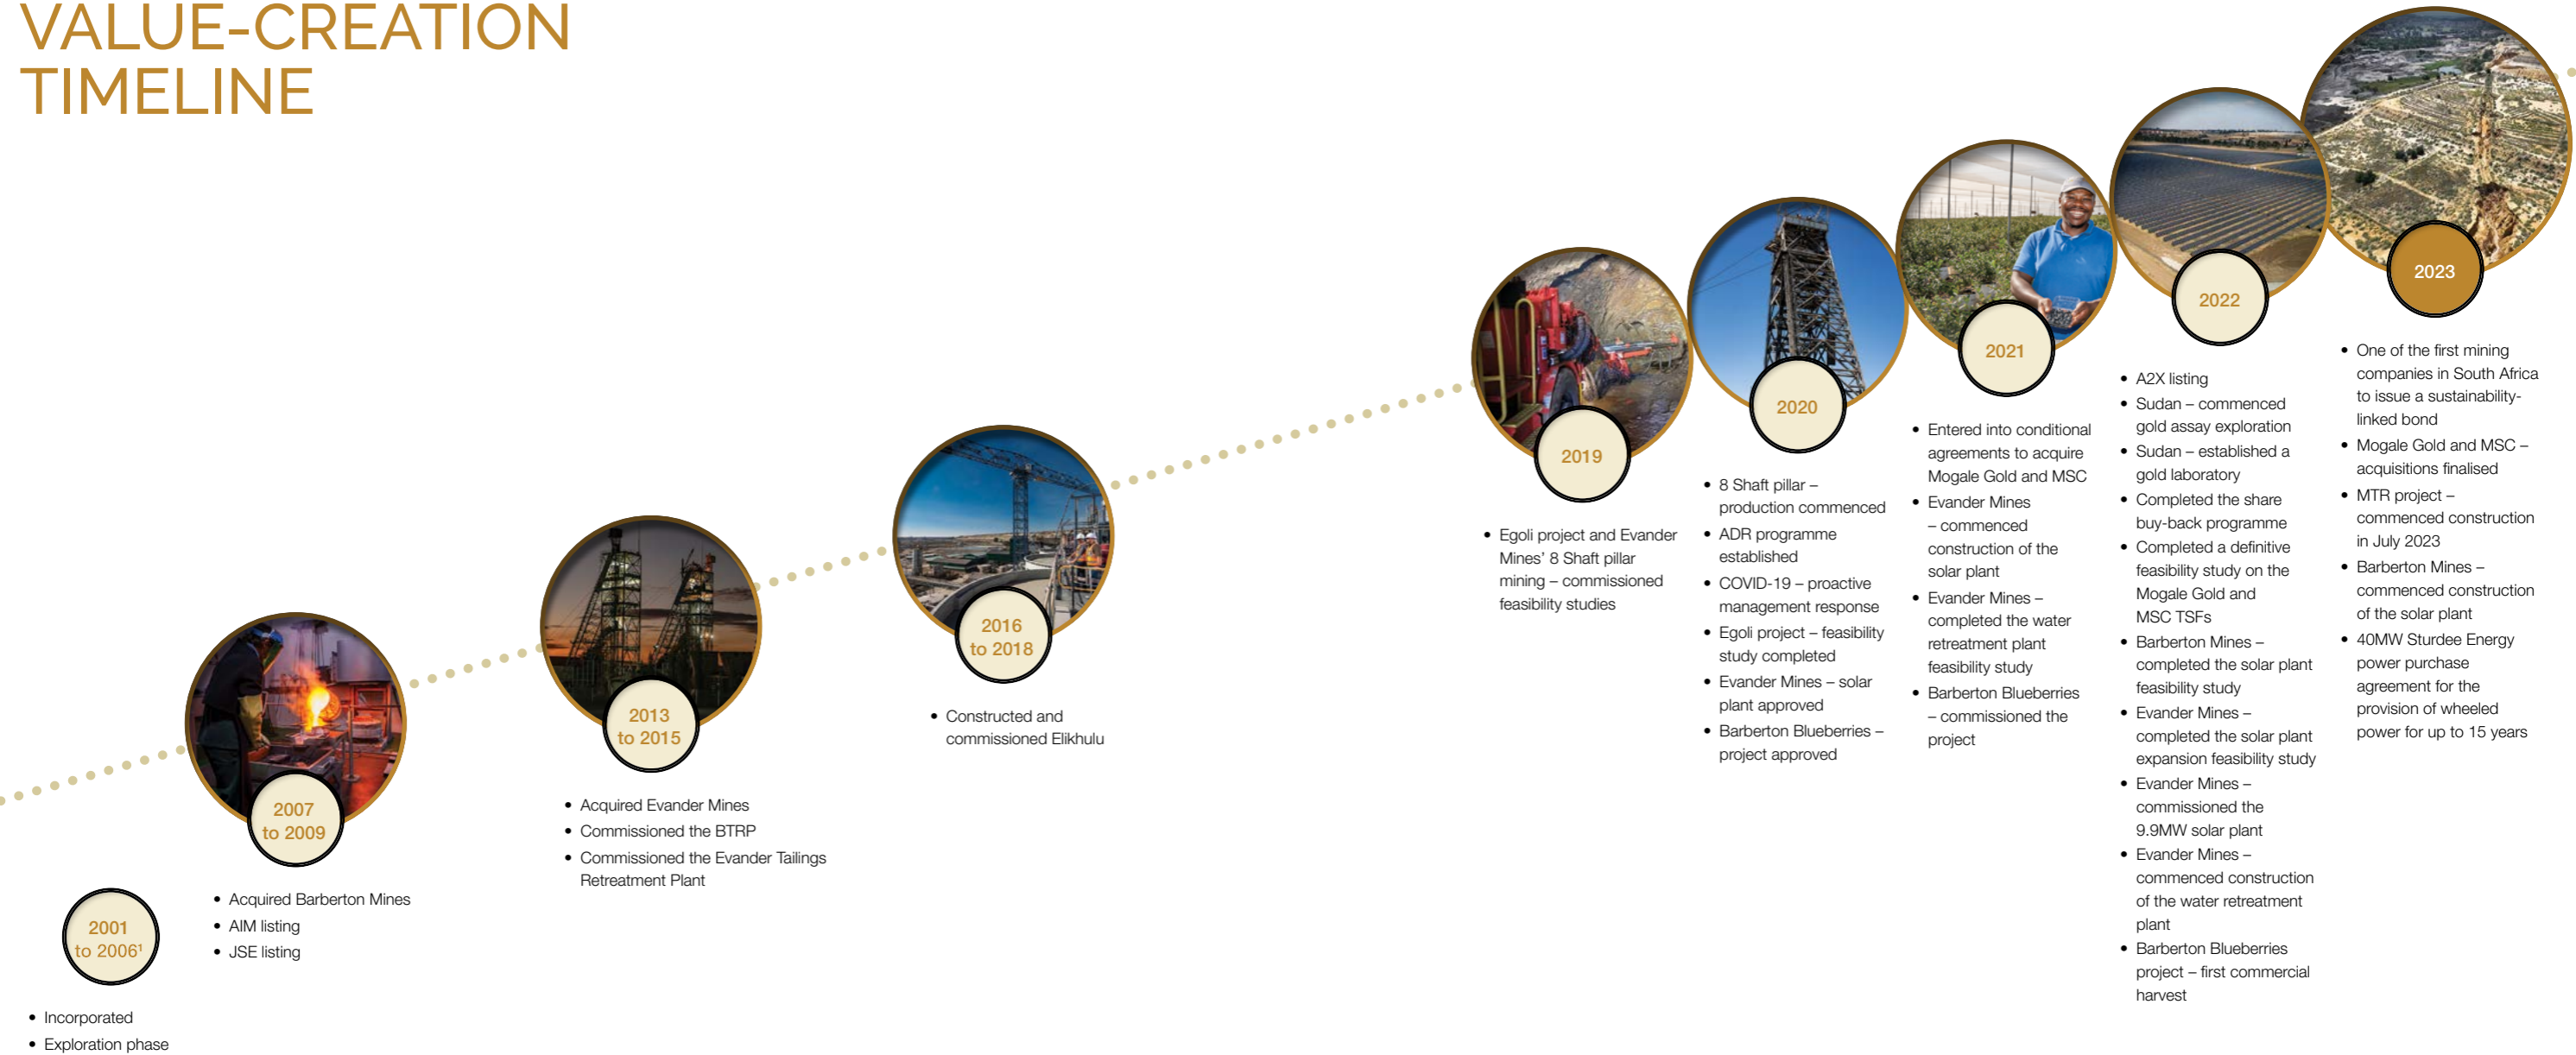 VALUE-CREATION
TIMELINE
2001
to 2006¹
• Incorporated
• Exploration phase
2007
to 2009
• Acquired Barberton Mines
• AIM listing
• JSE listing
2013
to 2015
• Acquired Evander Mines
• Commissioned the BTRP
• Commissioned the Evander Tailings
Retreatment Plant
2016
to 2018
• Constructed and
commissioned Elikhulu
2019
• Egoli project and Evander
Mines' 8 Shaft pillar
mining – commissioned
feasibility studies
2020
• 8 Shaft pillar –
production commenced
• ADR programme
established
• COVID-19 – proactive
management response
• Egoli project – feasibility
study completed
• Evander Mines – solar
plant approved
• Barberton Blueberries –
project approved
2021
• Entered into conditional
agreements to acquire
Mogale Gold and MSC
• Evander Mines
– commenced
construction of the
solar plant
• Evander Mines –
completed the water
retreatment plant
feasibility study
• Barberton Blueberries
– commissioned the
project
2022
• A2X listing
• Sudan – commenced
gold assay exploration
• Sudan – established a
gold laboratory
• Completed the share
buy-back programme
• Completed a definitive
feasibility study on the
Mogale Gold and
MSC TSFs
• Barberton Mines –
completed the solar plant
feasibility study
• Evander Mines –
completed the solar plant
expansion feasibility study
• Evander Mines –
commissioned the
9.9MW solar plant
• Evander Mines –
commenced construction
of the water retreatment
plant
• Barberton Blueberries
project – first commercial
harvest
2023
• One of the first mining
companies in South Africa
to issue a sustainability-
linked bond
• Mogale Gold and MSC –
acquisitions finalised
• MTR project –
commenced construction
in July 2023
• Barberton Mines –
commenced construction
of the solar plant
• 40MW Sturdee Energy
power purchase
agreement for the
provision of wheeled
power for up to 15 years